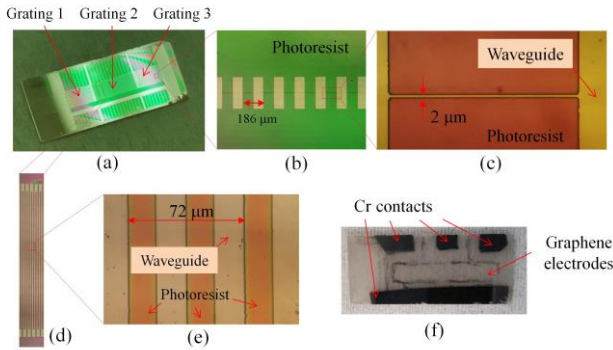 Grating 1 Grating 2 Grating 3
(a)
Photoresist
186 μm
(b)
Waveguide
2 μm
Photoresist
(c)
(d)
72 μm
Waveguide
Photoresist
(e)
Cr contacts
Graphene
electrodes
(f)